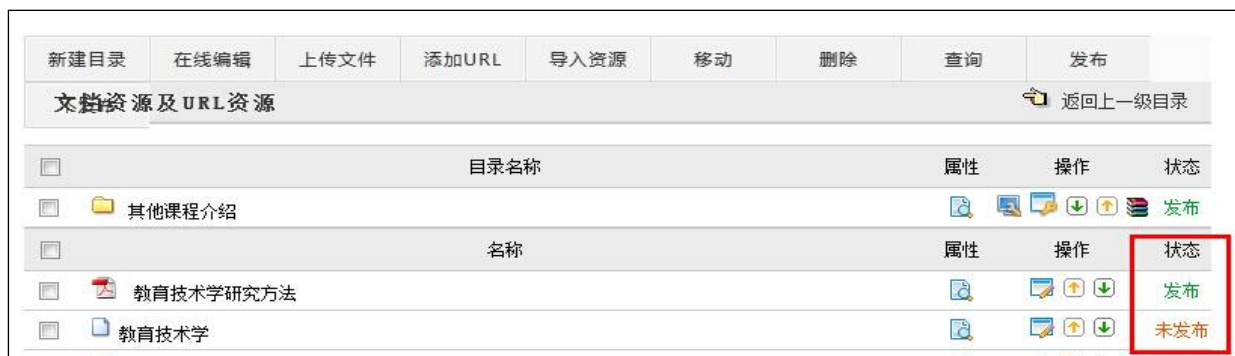 新建目录 在线编辑 上传文件 添加URL 导入资源 移动 删除 查询 发布
文档资源及URL资源 返回上一级目录
目录名称 属性 操作 状态
其他课程介绍 发布
名称 属性 操作 状态
教育技术学研究方法 发布
教育技术学 未发布